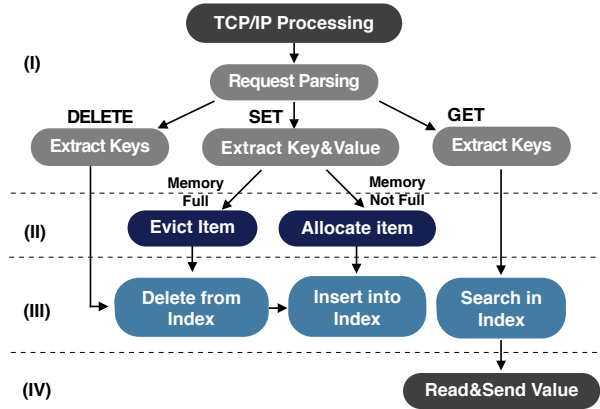 TCP/IP Processing
(I)
Request Parsing
DELETE
SET
GET
Extract Keys
Extract Key&Value
Extract Keys
Memory
Full
Memory
Not Full
(II)
Evict Item
Allocate item
(III)
Delete from
Index
Insert into
Index
Search in
Index
(IV)
Read&Send Value